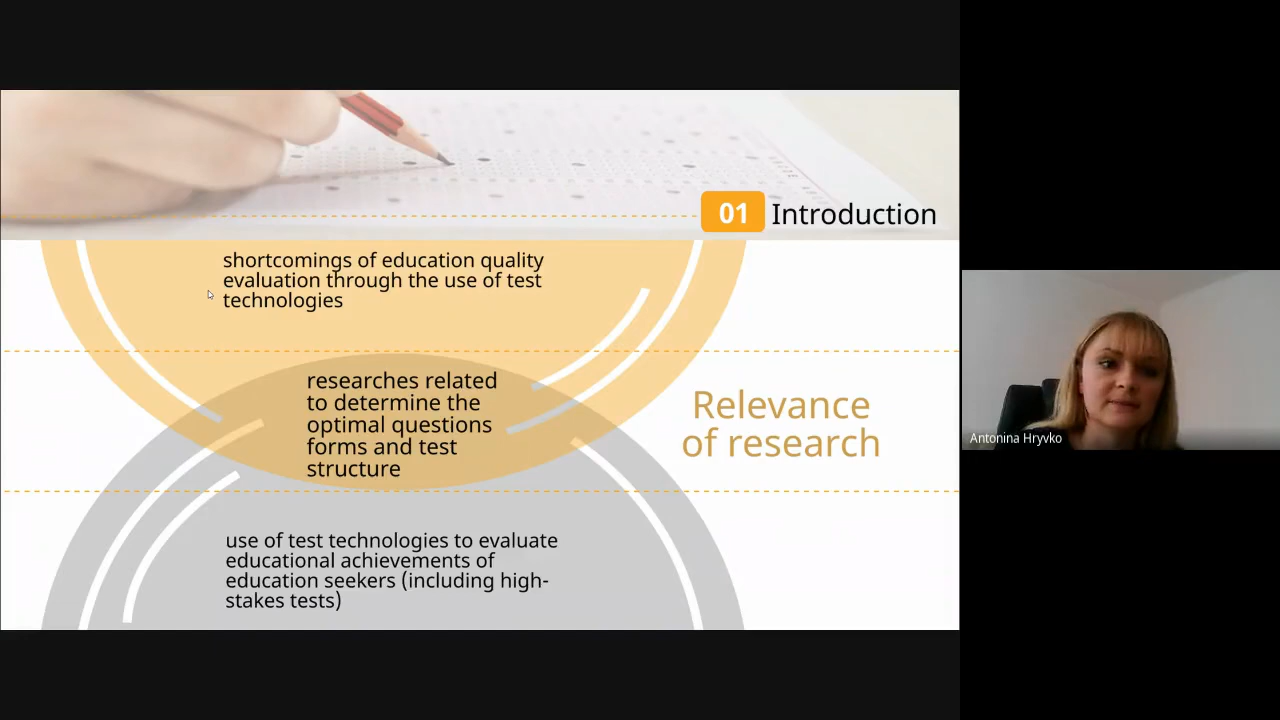 01 Introduction
shortcomings of education quality
evaluation through the use of test
technologies
researches related
to determine the
optimal questions
forms and test
structure
Relevance
of research
use of test technologies to evaluate
educational achievements of
education seekers (including high-
stakes tests)
Antonina Hryvko